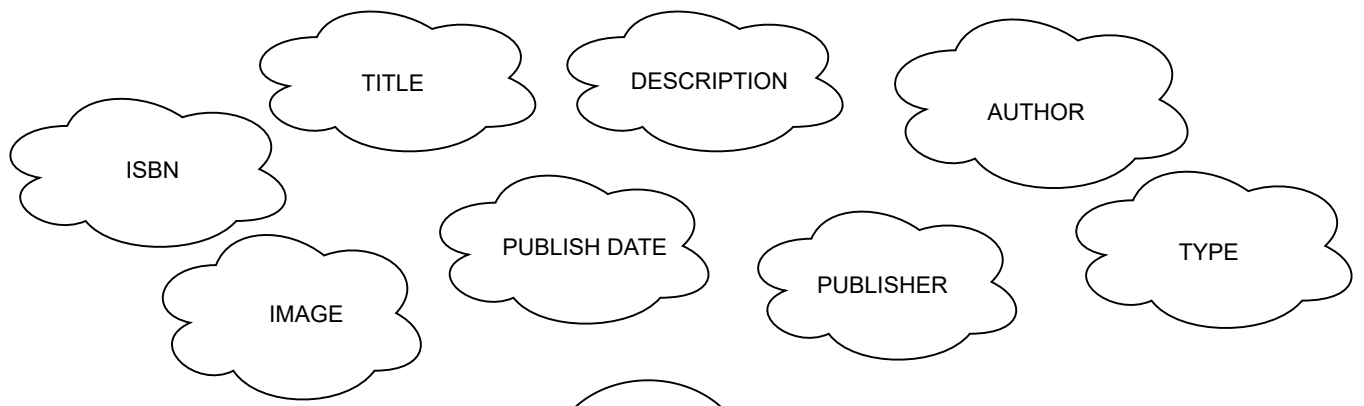 TITLE
DESCRIPTION
AUTHOR
ISBN
PUBLISH DATE
TYPE
PUBLISHER
IMAGE